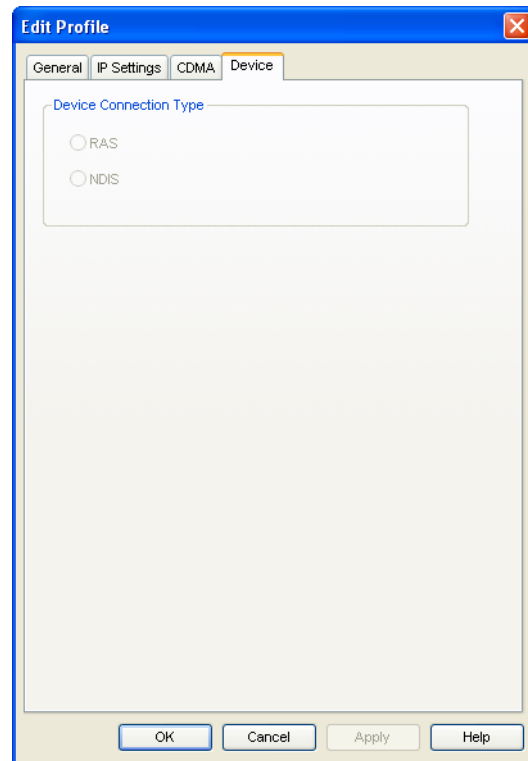 Edit Profile
General IP Settings CDMA Device
Device Connection Type
RAS
NDIS
OK Cancel Apply Help